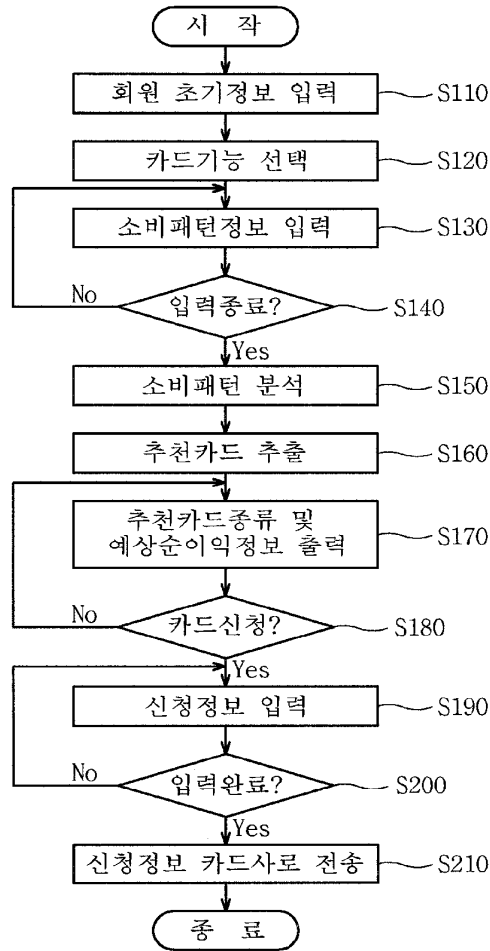 시 작
회원 초기정보 입력
S110
카드기능 선택
S120
소비패턴정보 입력
S130
No
입력종료?
S140
Yes
소비패턴 분석
S150
추천카드 추출
S160
추천카드종류 및
예상순이익정보 출력
S170
No
카드신청?
S180
Yes
신청정보 입력
S190
No
입력완료?
S200
Yes
신청정보 카드사로 전송
S210
종 료